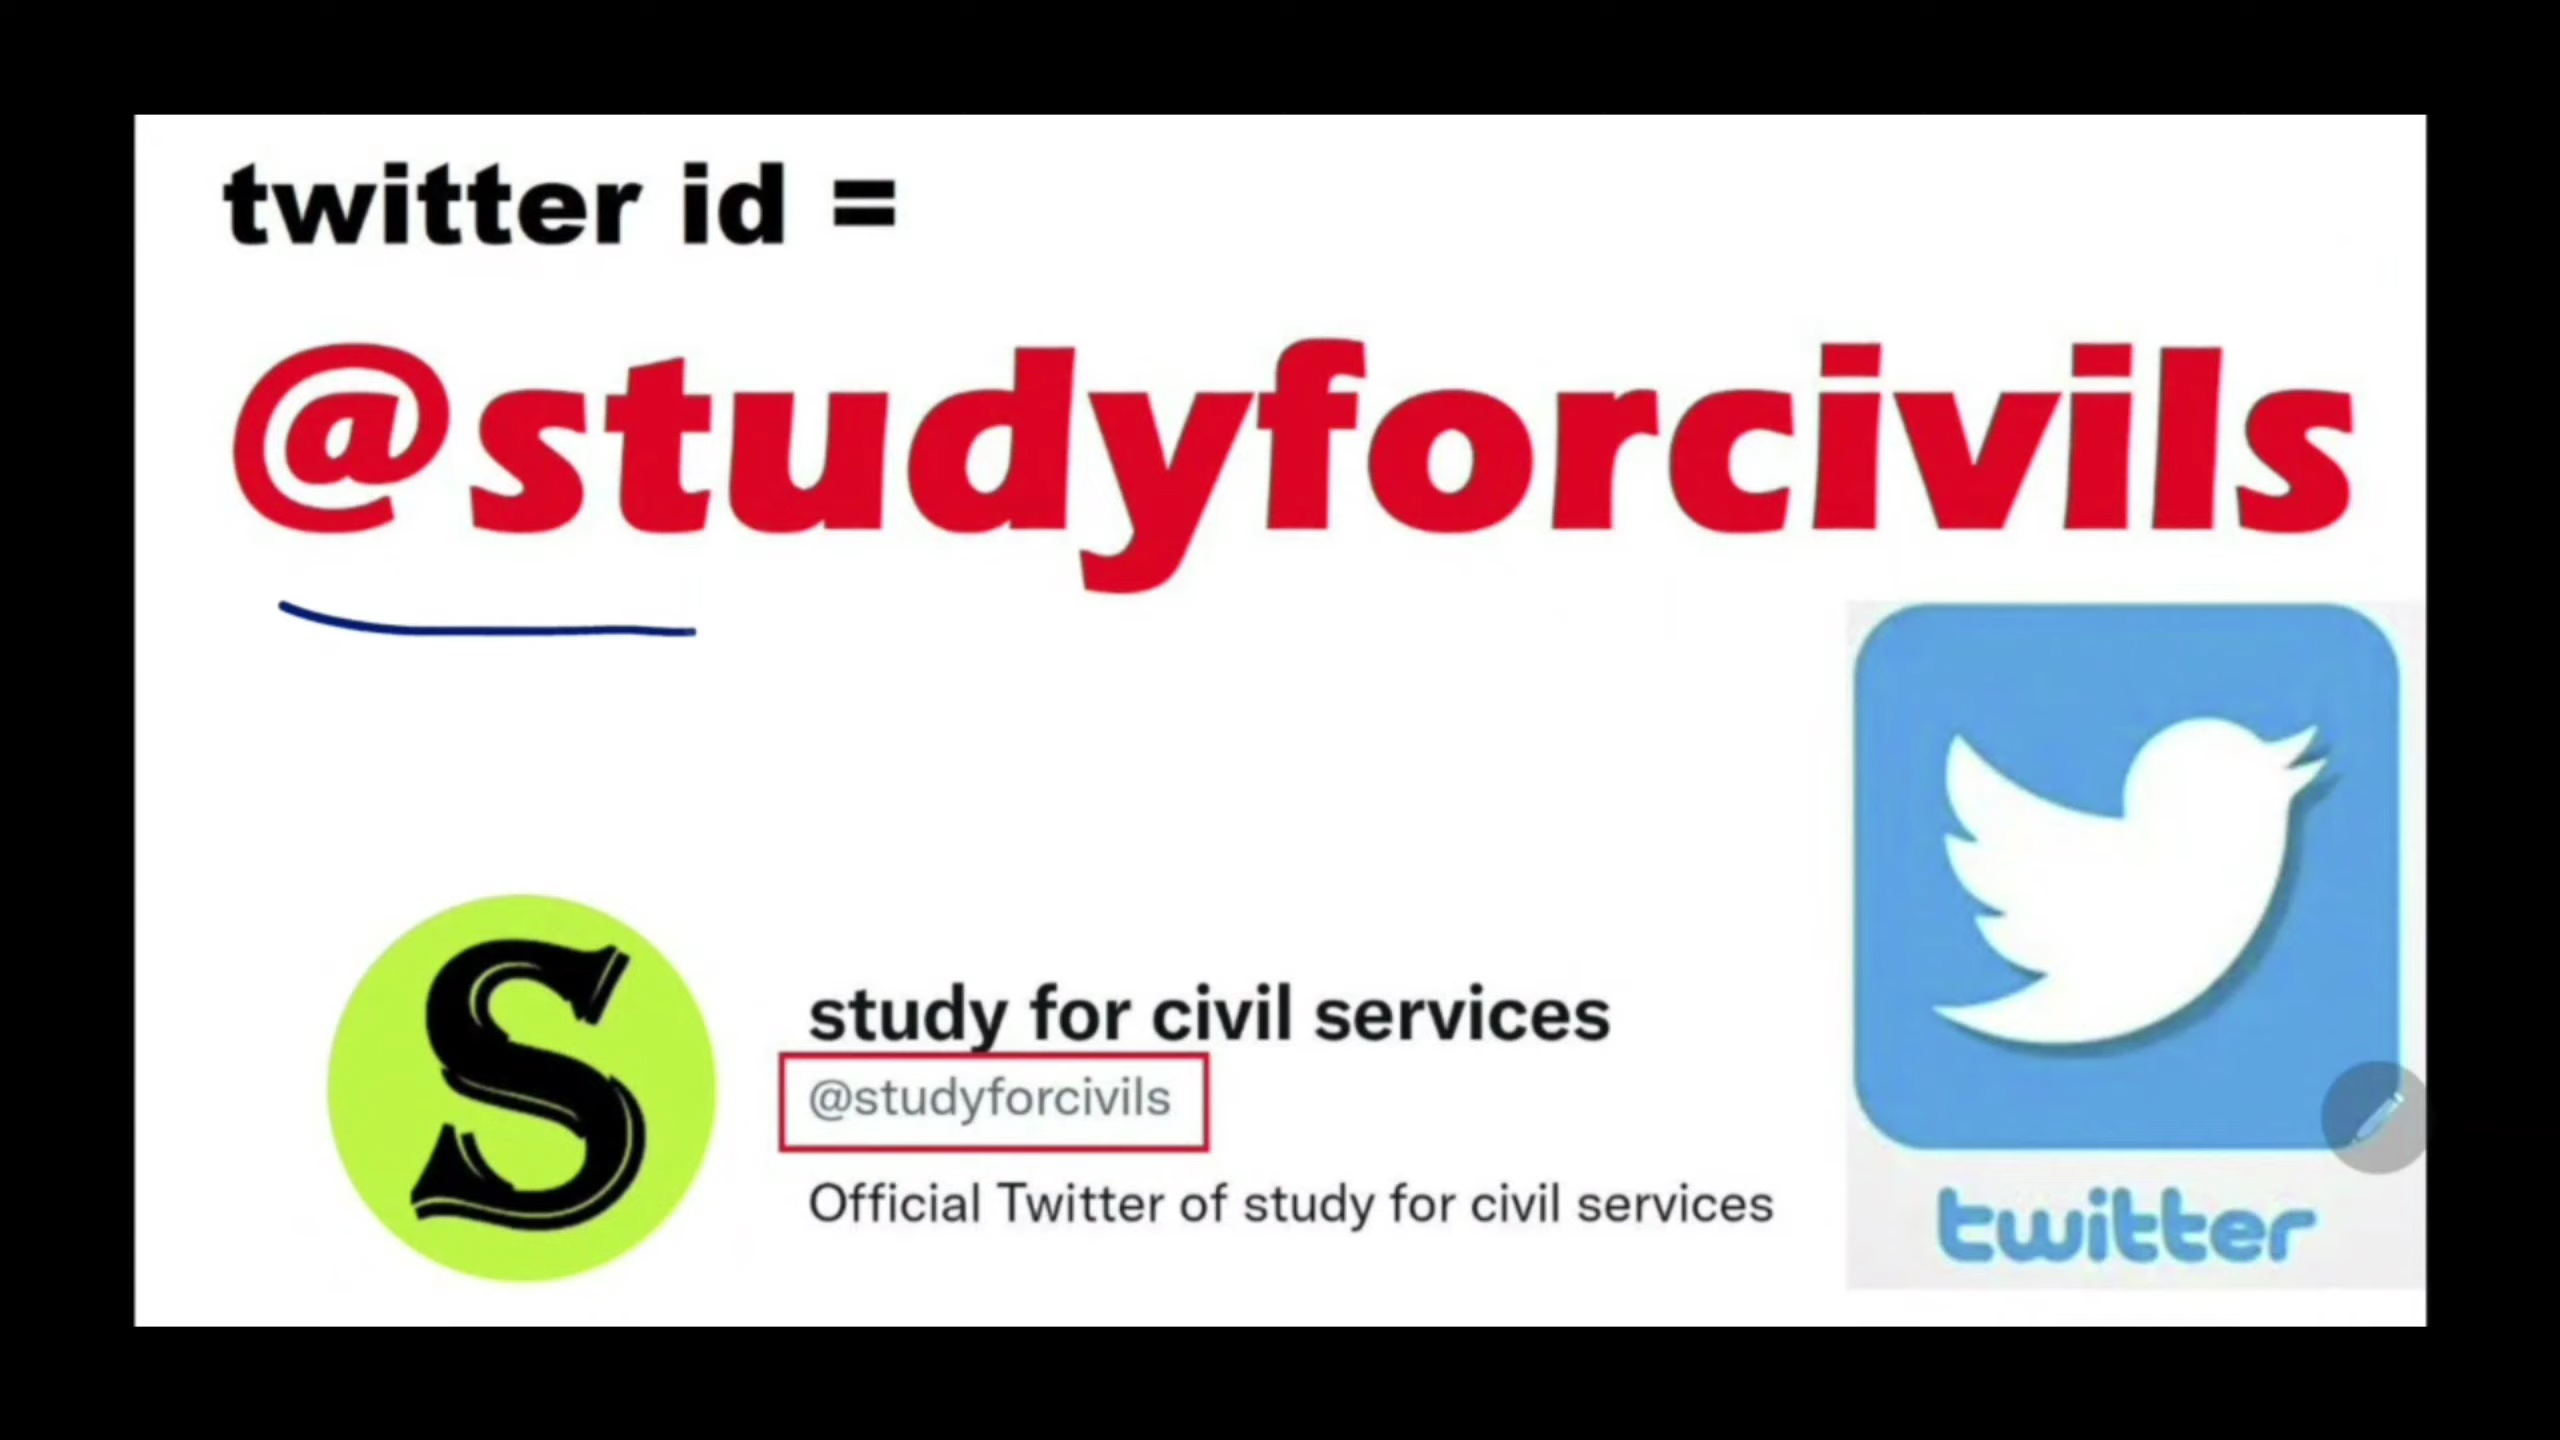 twitter id =
@studyforcivils
S
study for civil services
@studyforcivils
Official Twitter of study for civil services
twitter